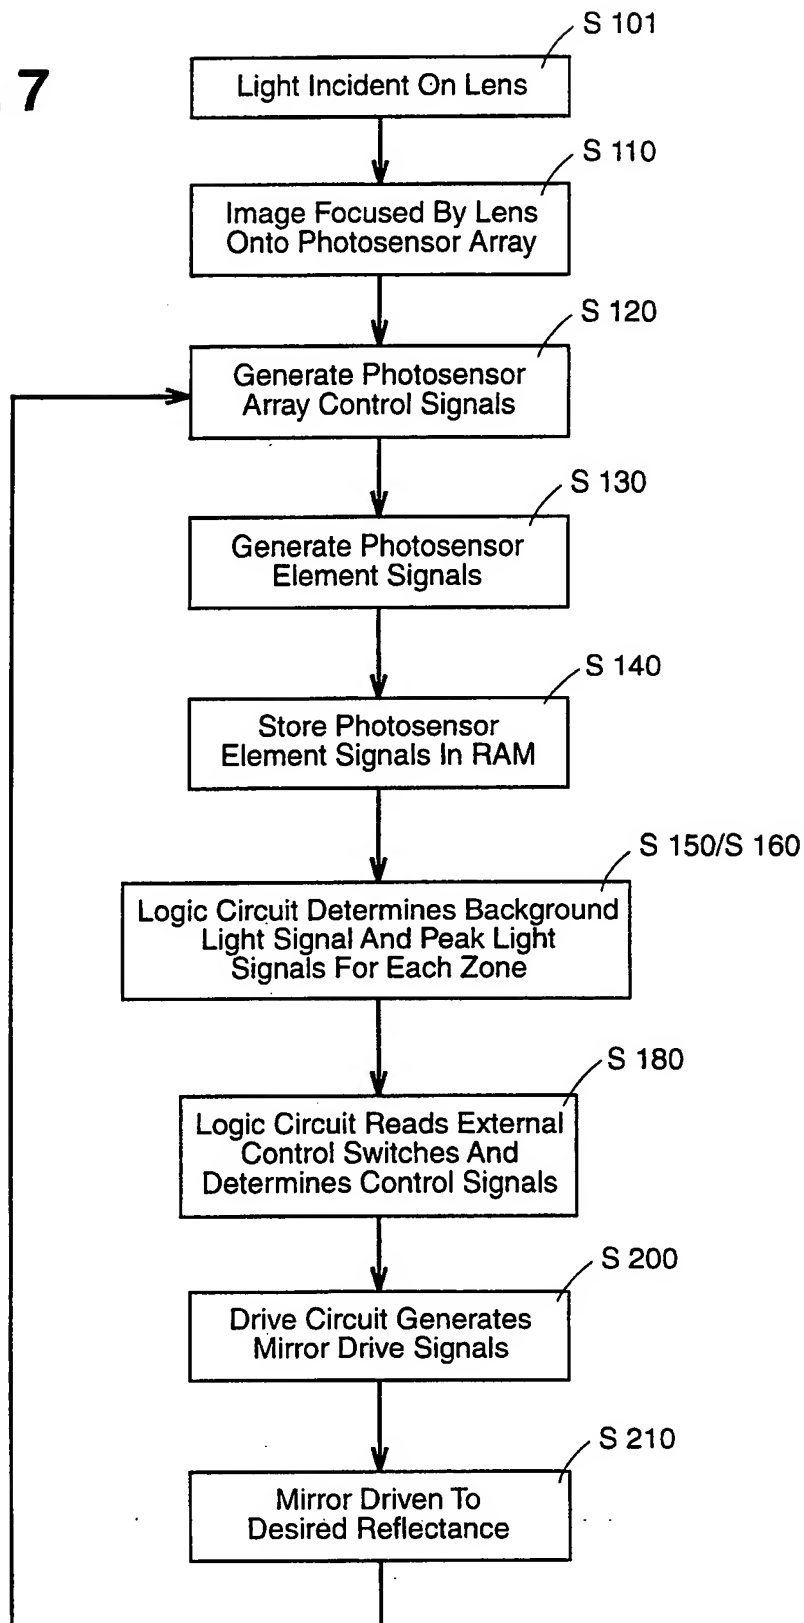 7
S 101
Light Incident On Lens
S 110
Image Focused By Lens
Onto Photosensor Array
S 120
Generate Photosensor
Array Control Signals
S 130
Generate Photosensor
Element Signals
S 140
Store Photosensor
Element Signals In RAM
S 150/S 160
Logic Circuit Determines Background
Light Signal And Peak Light
Signals For Each Zone
S 180
Logic Circuit Reads External
Control Switches And
Determines Control Signals
S 200
Drive Circuit Generates
Mirror Drive Signals
S 210
Mirror Driven To
Desired Reflectance